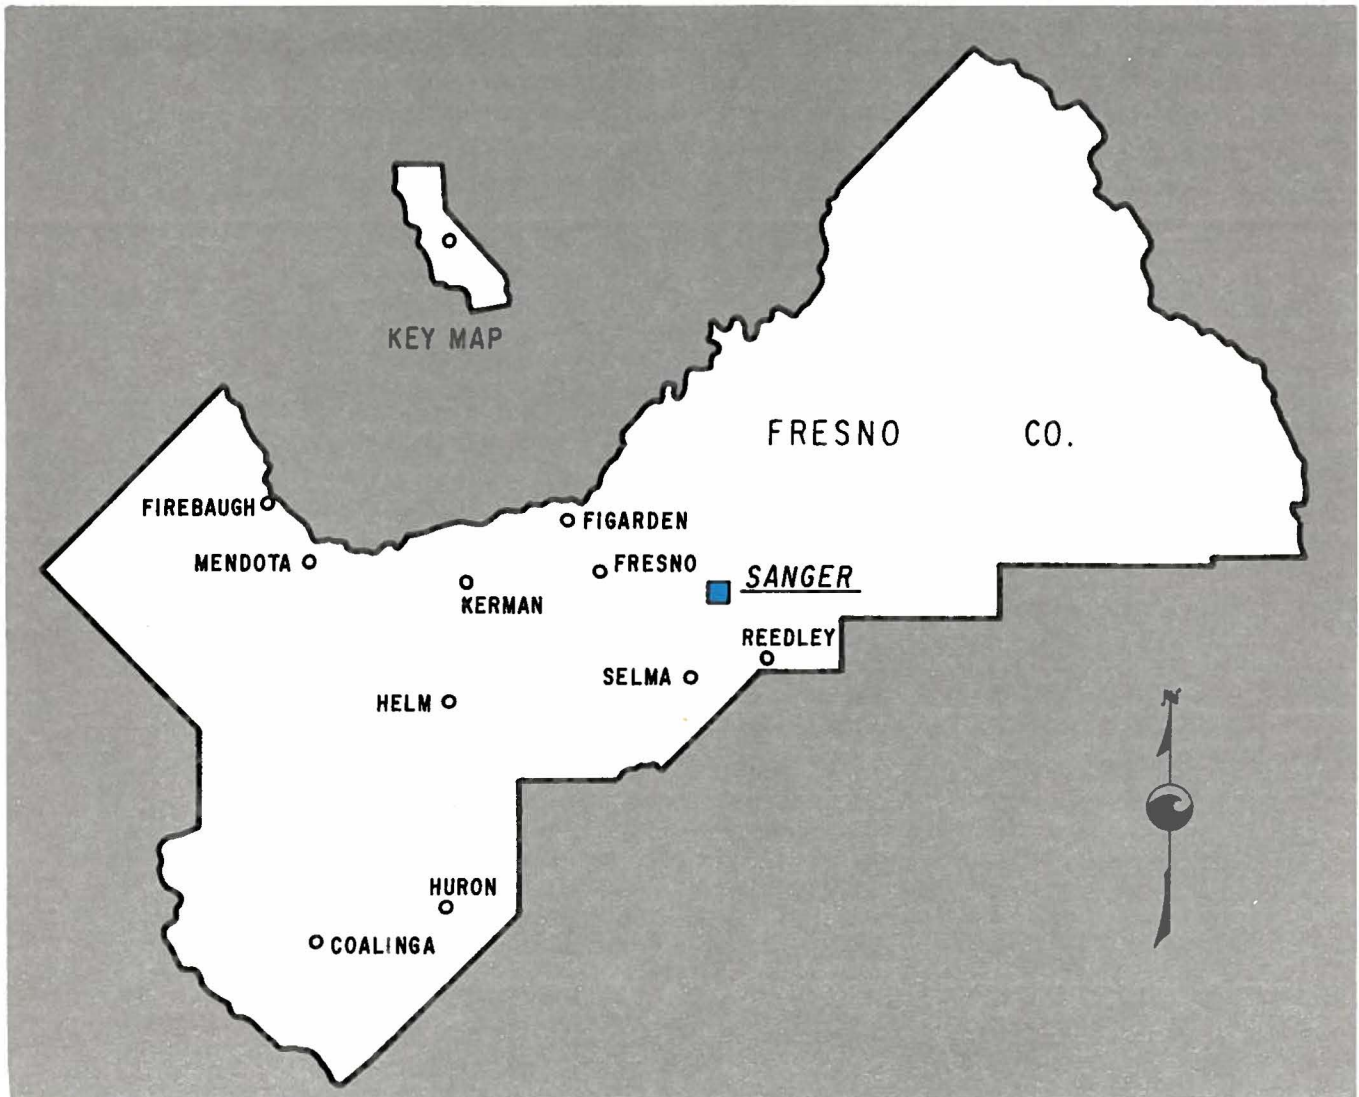 KEY MAP
FRESNO CO.
FIREBAUGH
FIGARDEN
MENDOTA
FRESNO
SANGER
KERMAN
REEDLEY
SELMA
HELM
N
HURON
COALINGA